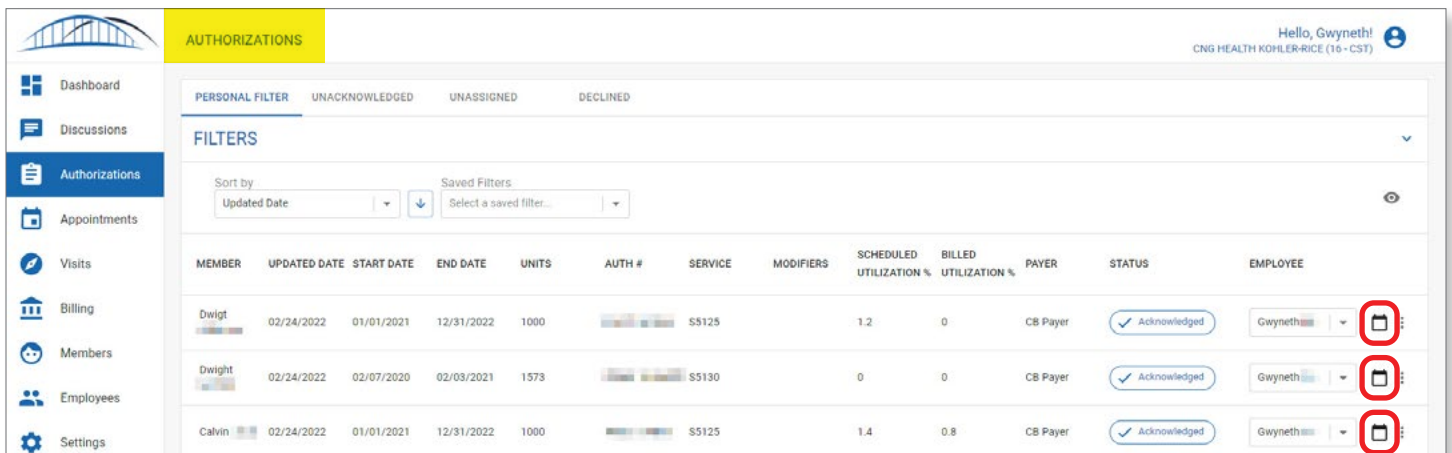 AUTHORIZATIONS
Hello, Gwyneth!
CNG HEALTH KOHLER-RICE (16 - CST)
Dashboard
Discussions
Authorizations
Appointments
Visits
Billing
Members
Employees
Settings
PERSONAL FILTER UNACKNOWLEDGED UNASSIGNED DECLINED
FILTERS
Sort by Saved Filters
Updated Date Select a saved filter...
MEMBER UPDATED DATE START DATE END DATE UNITS AUTH # SERVICE MODIFIERS SCHEDULED UTILIZATION % BILLED UTILIZATION % PAYER STATUS EMPLOYEE
Dwigt 02/24/2022 01/01/2021 12/31/2022 1000 S5125 1.2 0 CB Payer Acknowledged Gwyneth
Dwight 02/24/2022 02/07/2020 02/03/2021 1573 S5130 0 0 CB Payer Acknowledged Gwyneth
Calvin 02/24/2022 01/01/2021 12/31/2022 1000 S5125 1.4 0.8 CB Payer Acknowledged Gwyneth